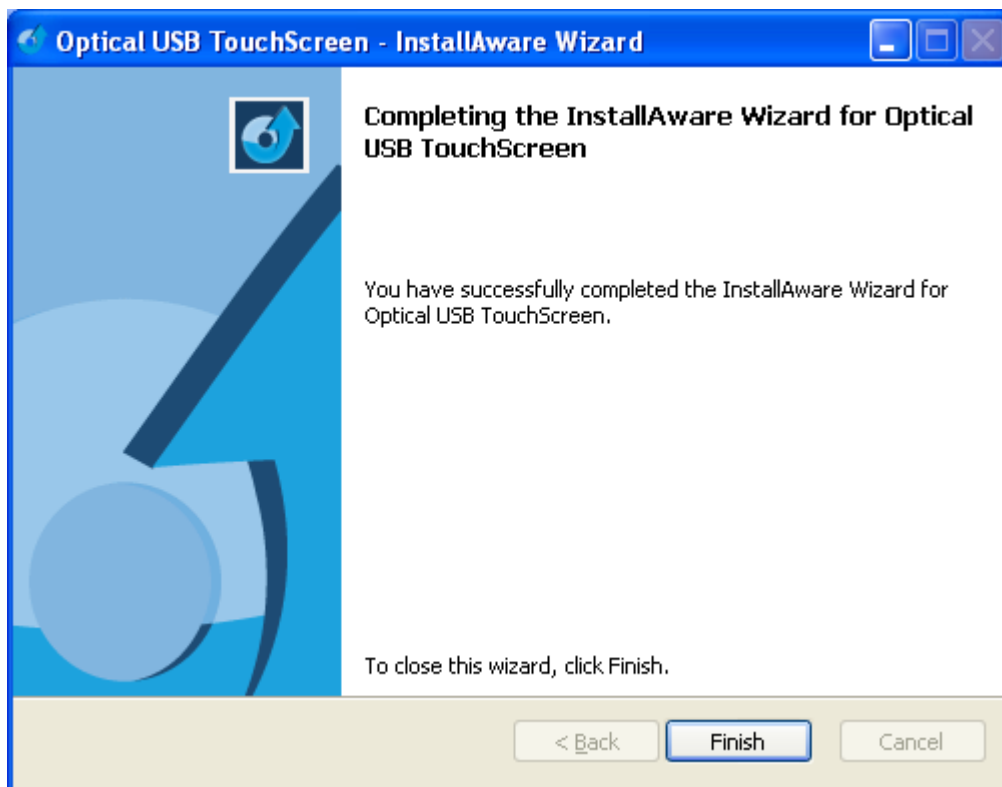 Optical USB TouchScreen - InstallAware Wizard
Completing the InstallAware Wizard for Optical
USB TouchScreen
You have successfully completed the InstallAware Wizard for
Optical USB TouchScreen.
To close this wizard, click Finish.
< Back Finish Cancel